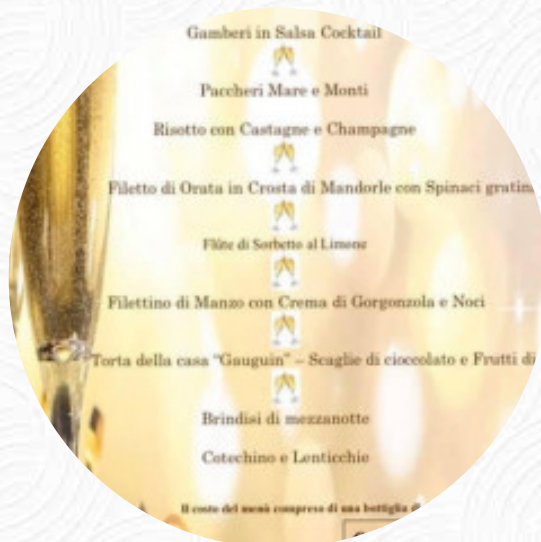 Gamberi in Salsa Cocktail
Paccheri Mare e Monti
Risotto con Castagne e Champagne
Filetto di Orata in Crosta di Mandorle con Spinaci
Flûte di Sorbetto al Limone
Filettino di Manzo con Crema di Gorgonzola e Noci
Torta della casa "Gauguin" – Scaglie di cioccolato e Frutti di
Brindisi di mezzanotte
Cotechino e Lenticchie
Il costo del menù compreso di una bottiglia